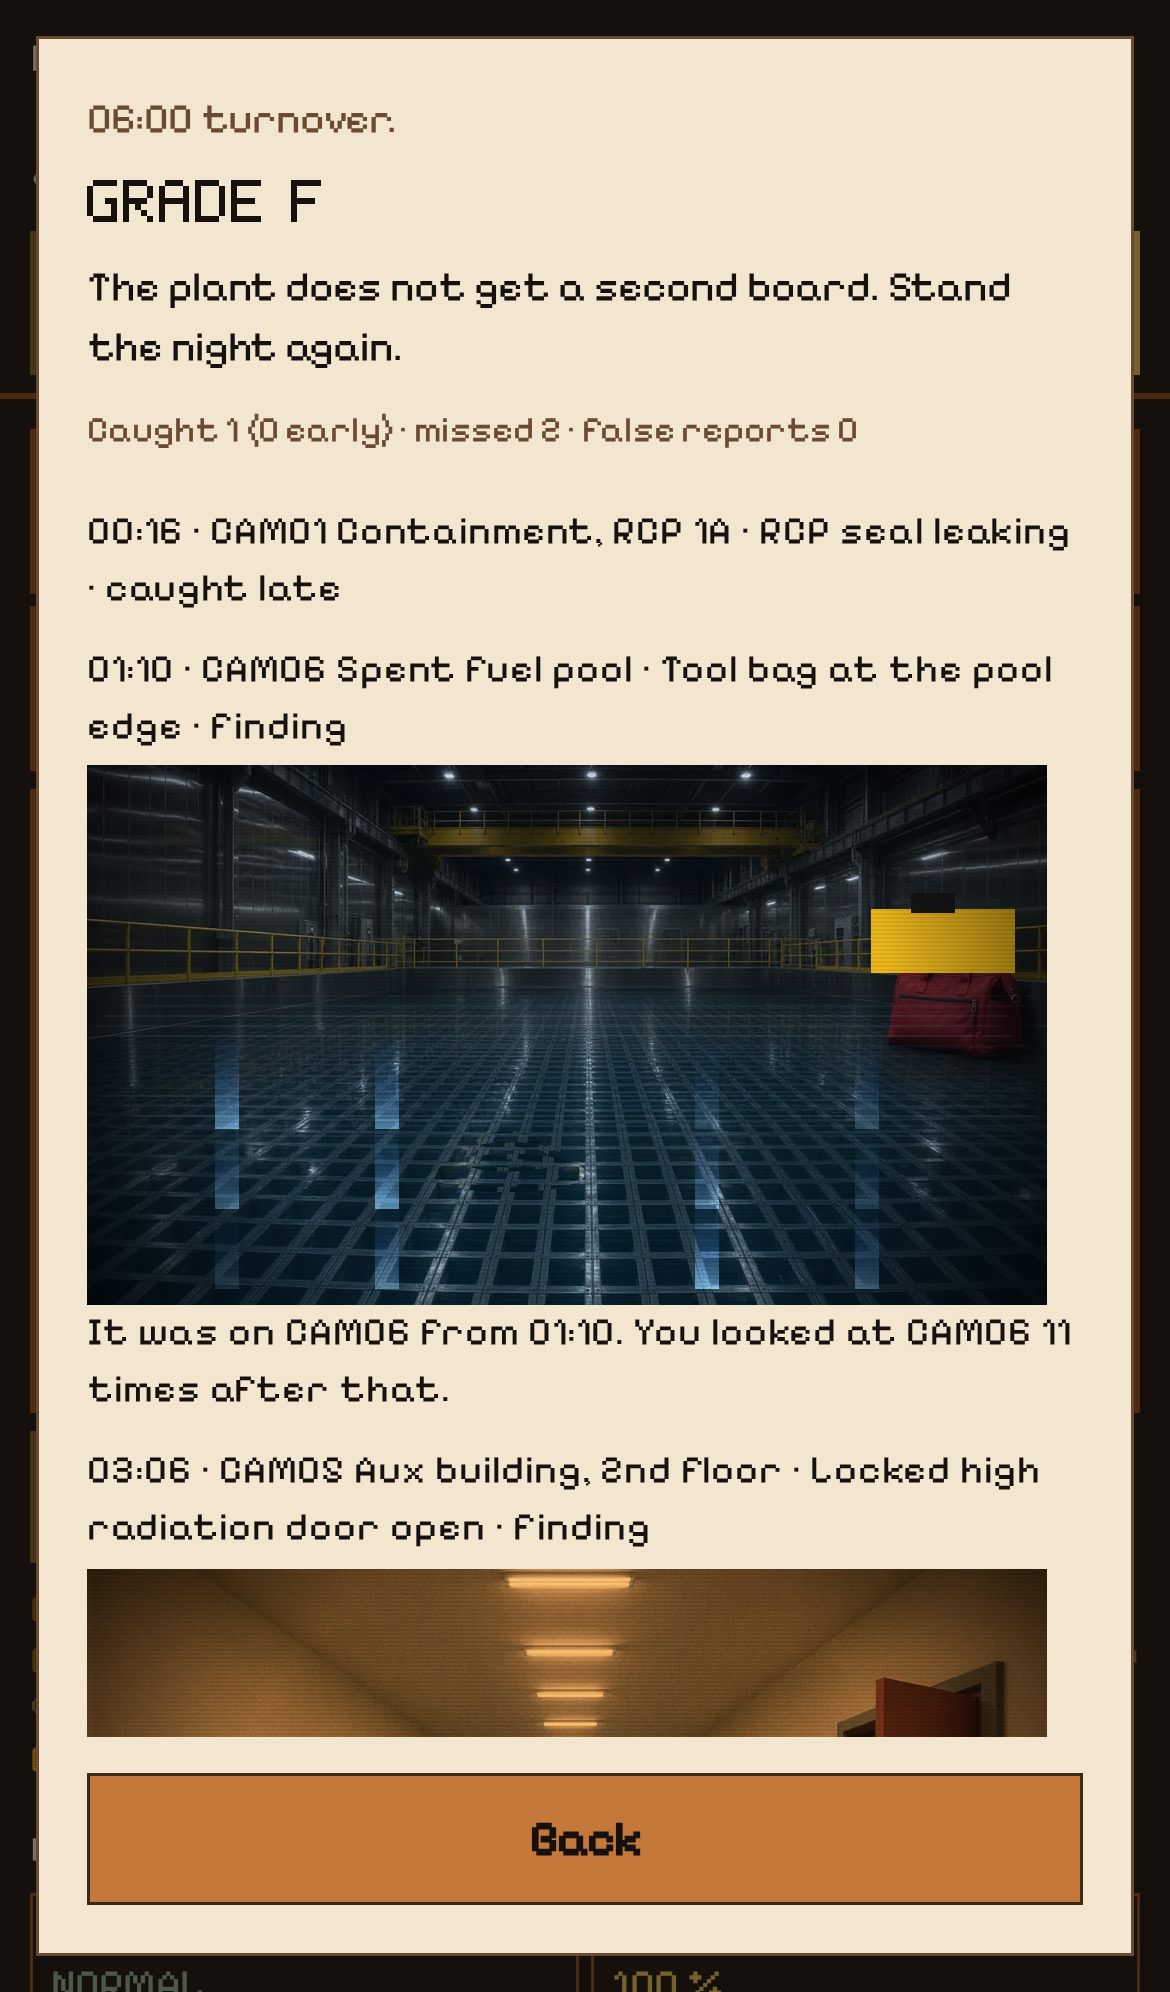 06:00 turnover.
GRADE F
The plant does not get a second board. Stand
the night again.
Caught 1 (0 early) · missed 2 · false reports 0
00:16 · CAM01 Containment, RCP 1A · RCP seal leaking
· caught late
01:10 · CAM06 Spent fuel pool · Tool bag at the pool
edge · finding
It was on CAM06 from 01:10. You looked at CAM06 11
times after that.
03:06 · CAM05 Aux building, 2nd floor · Locked high
radiation door open · finding
Back
NORMAL
100 %